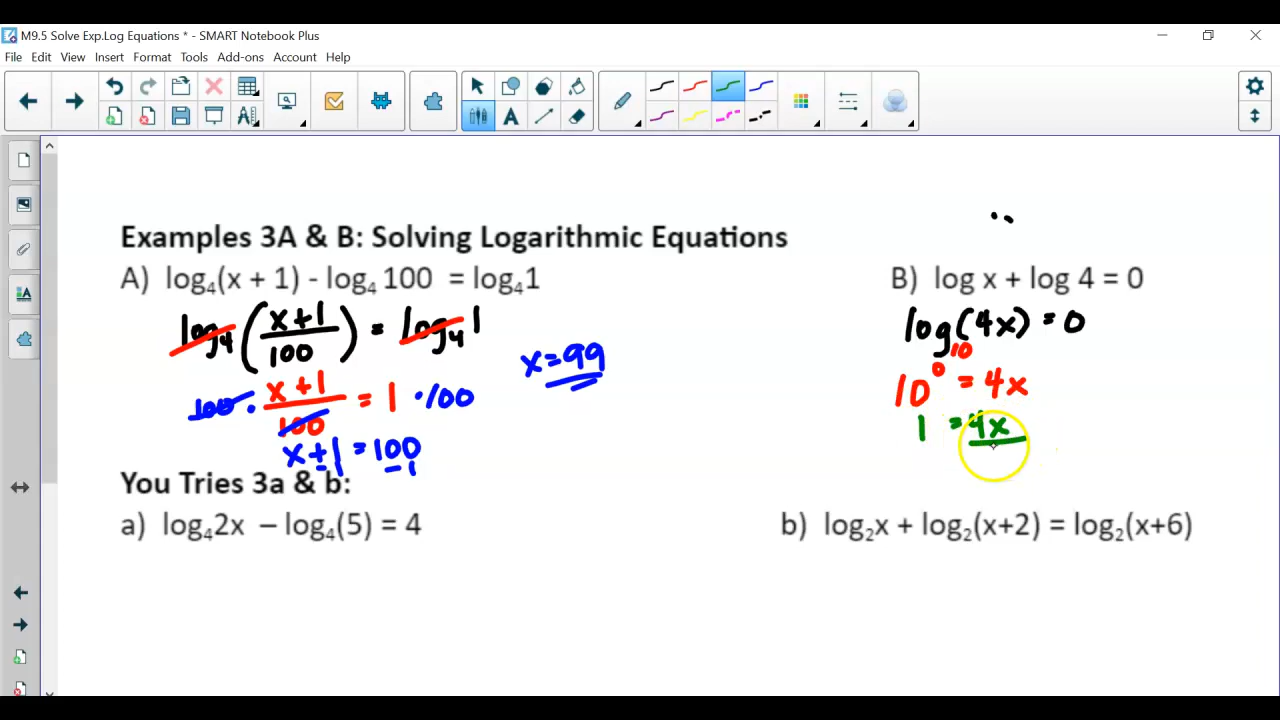 M9.5 Solve Exp.Log Equations * - SMART Notebook Plus
File Edit View Insert Format Tools Add-ons Account Help
Examples 3A & B: Solving Logarithmic Equations
A) log₄(x + 1) - log₄ 100 = log₄1
log₄ (x+1/100) = log₄ 1
100 · x+1/100 = 1 ·100
x+1 = 100
-1 -1
x=99
B) log x + log 4 = 0
log₁₀(4x) = 0
10⁰ = 4x
1 = 4x
You Tries 3a & b:
a) log₄2x – log₄(5) = 4
b) log₂x + log₂(x+2) = log₂(x+6)